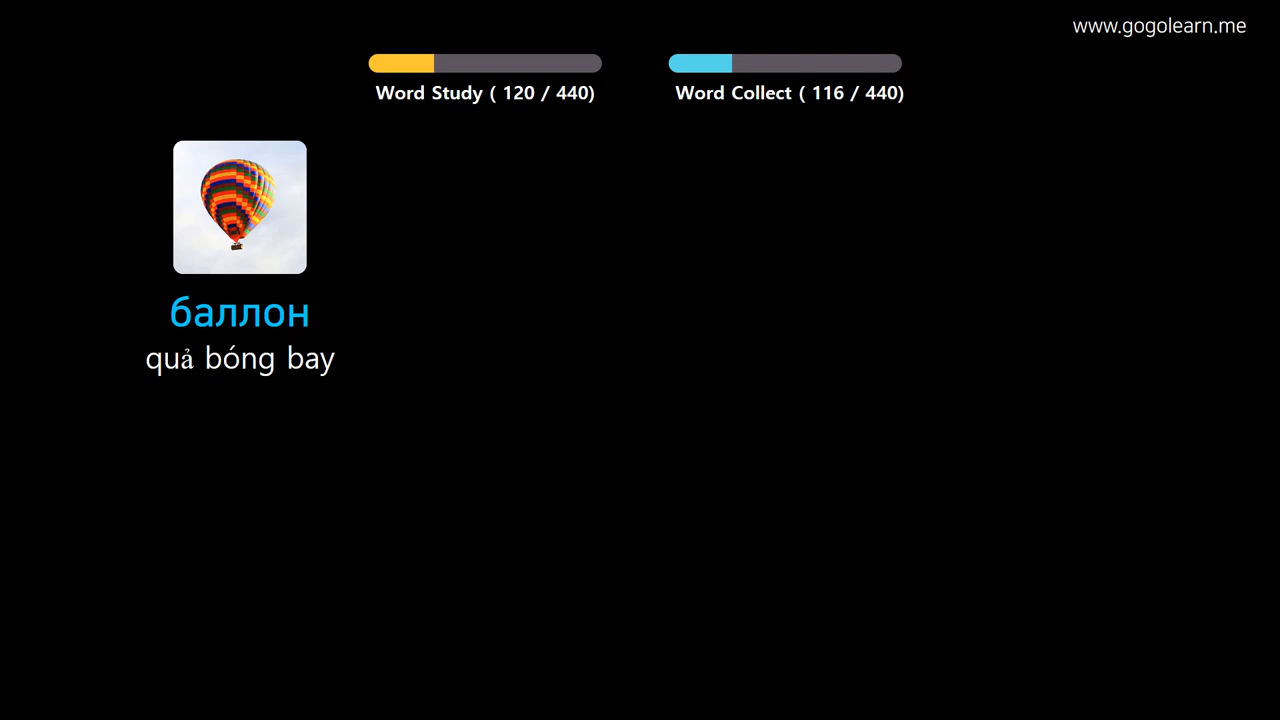 www.gogolearn.me
Word Study ( 120 / 440)
Word Collect ( 116 / 440)
баллон
quả bóng bay